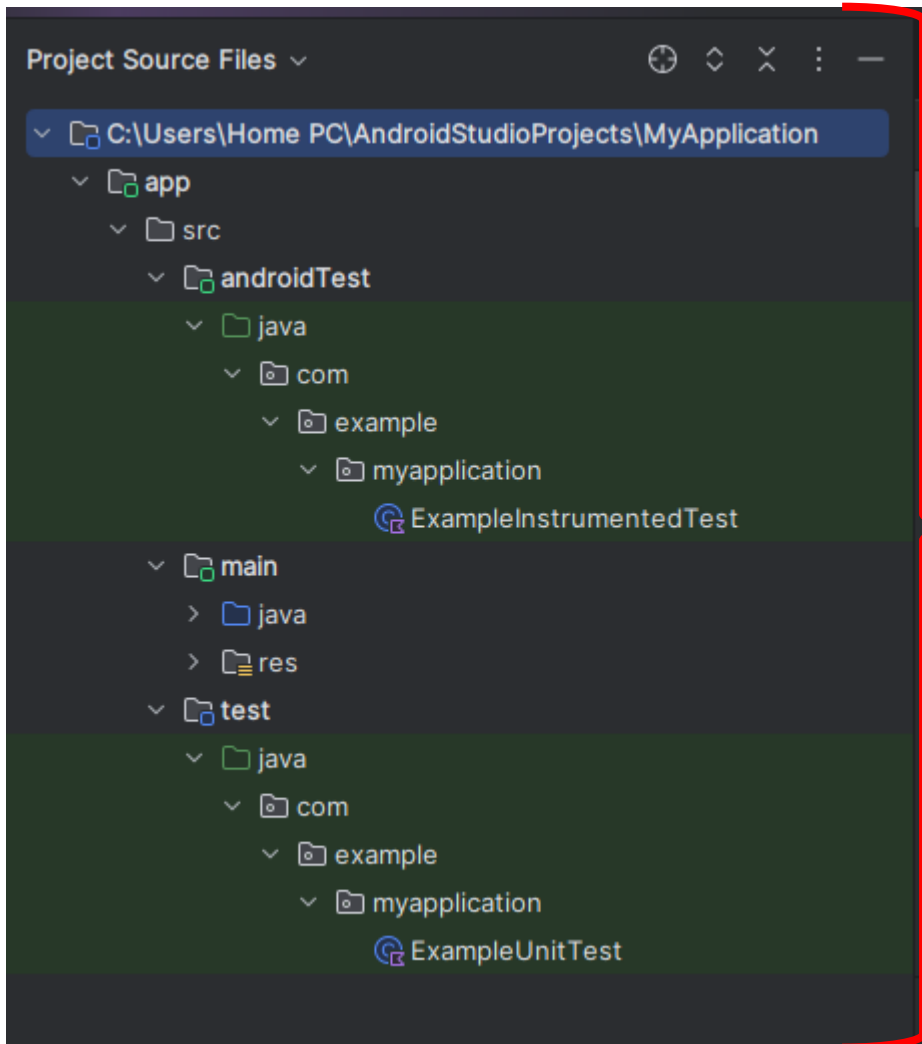 Project Source Files
C:\Users\Home PC\AndroidStudioProjects\MyApplication
app
src
androidTest
java
com
example
myapplication
ExampleInstrumentedTest
main
java
res
test
java
com
example
myapplication
ExampleUnitTest